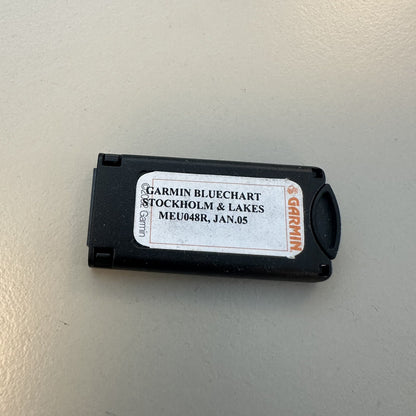 GARMIN BLUECHART
STOCKHOLM & LAKES
MEU048R, JAN.05
GARMIN
Garmin